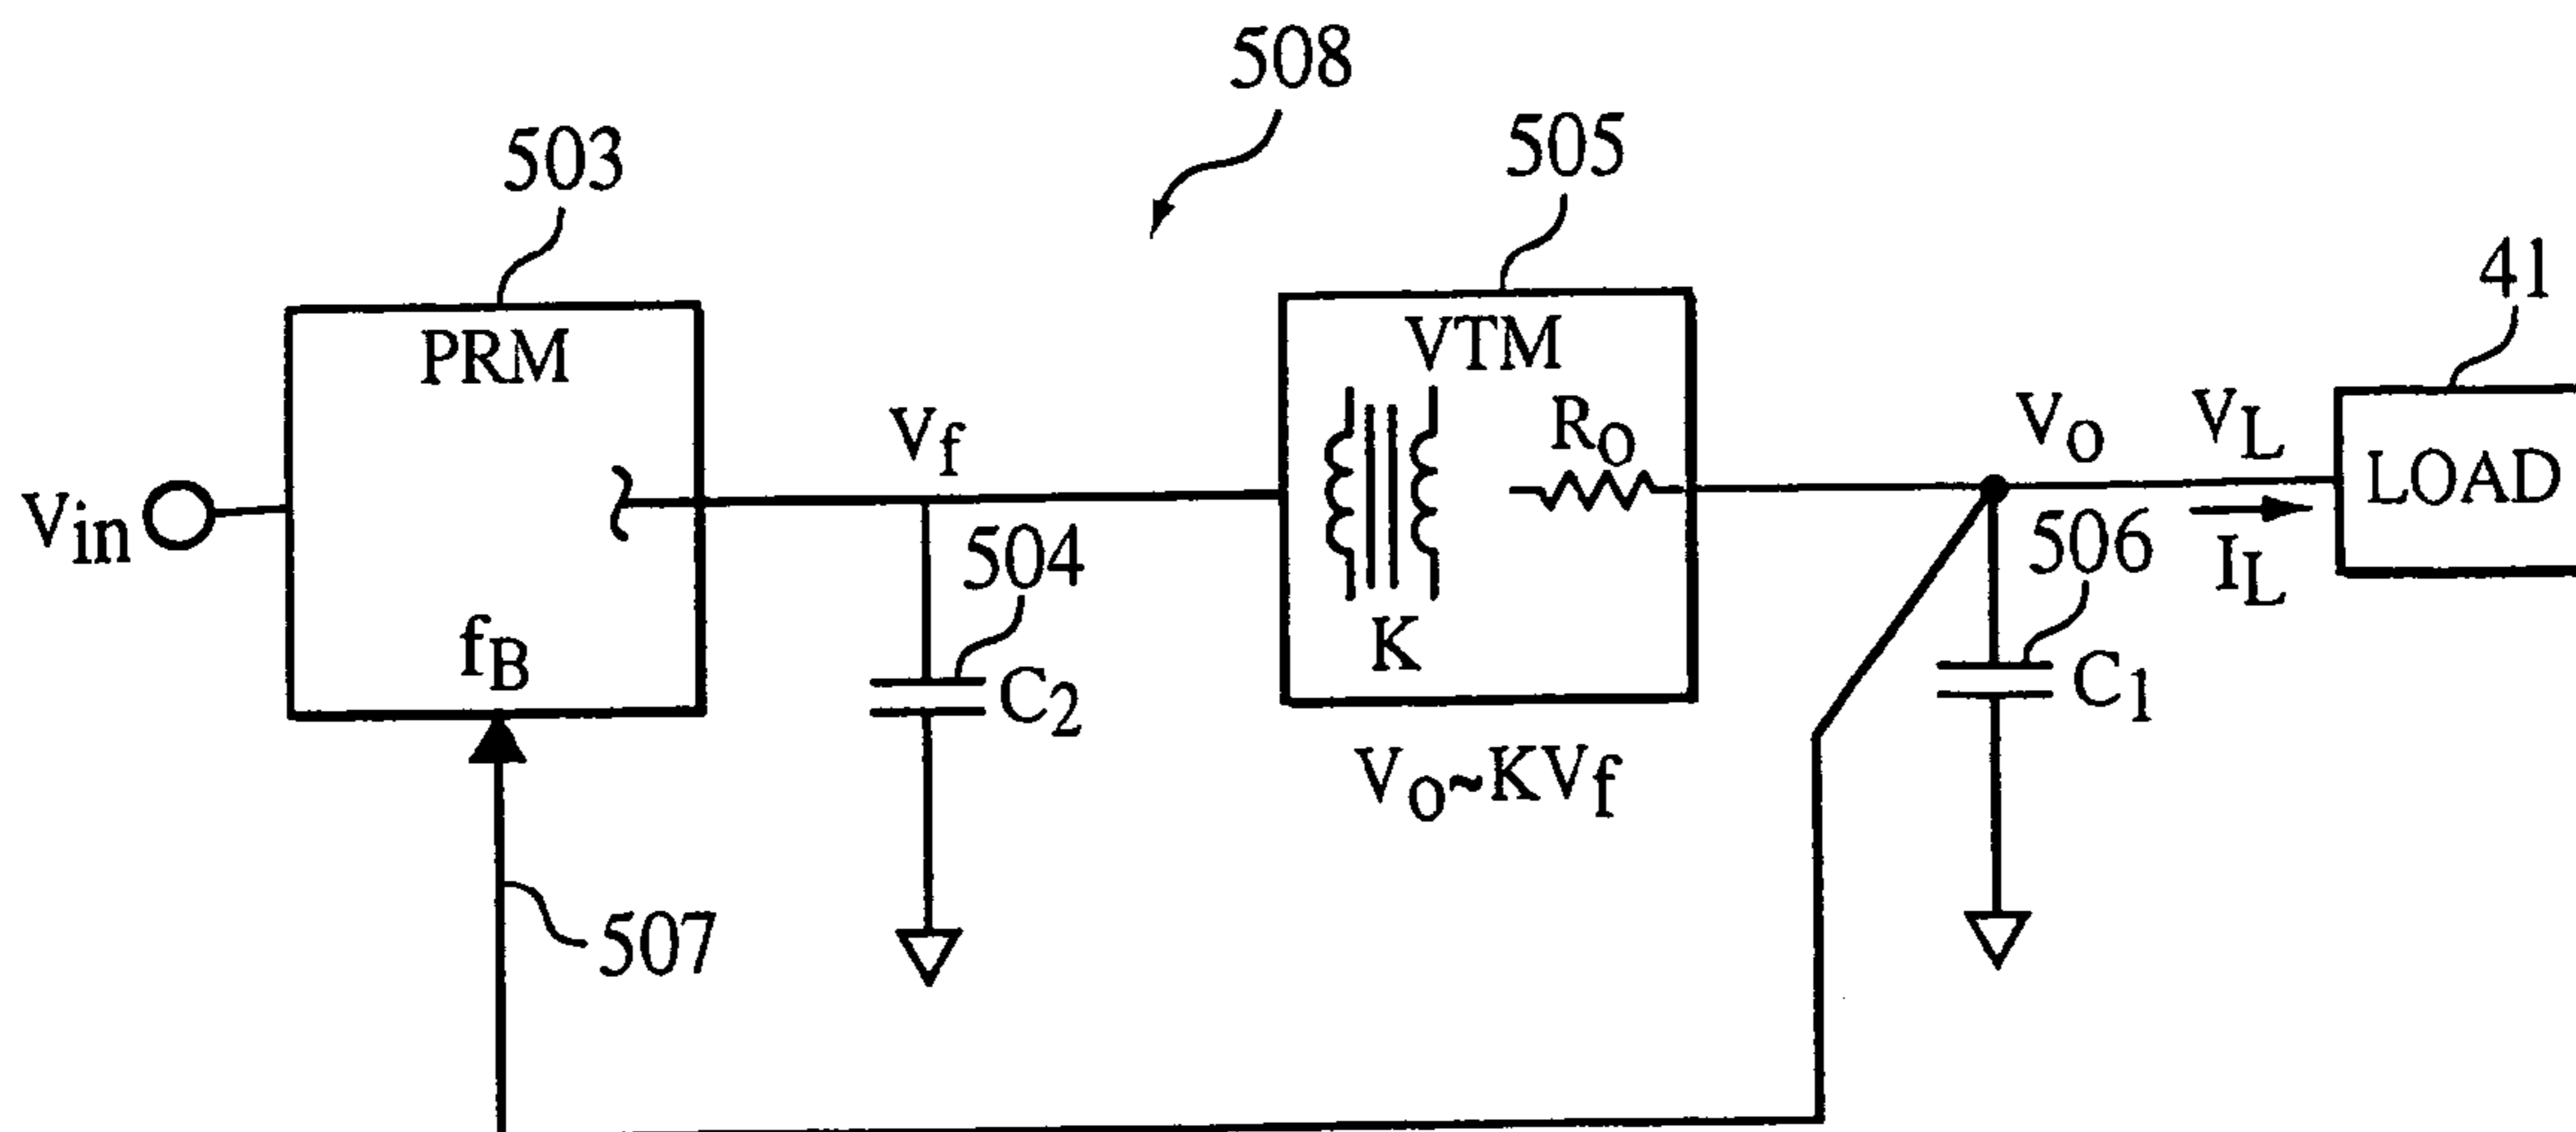 508
503
505
41
PRM
VTM
Vf
RO
Vo
VL
LOAD
Vin
504
506
IL
fB
K
C2
C1
Vo~KVf
507